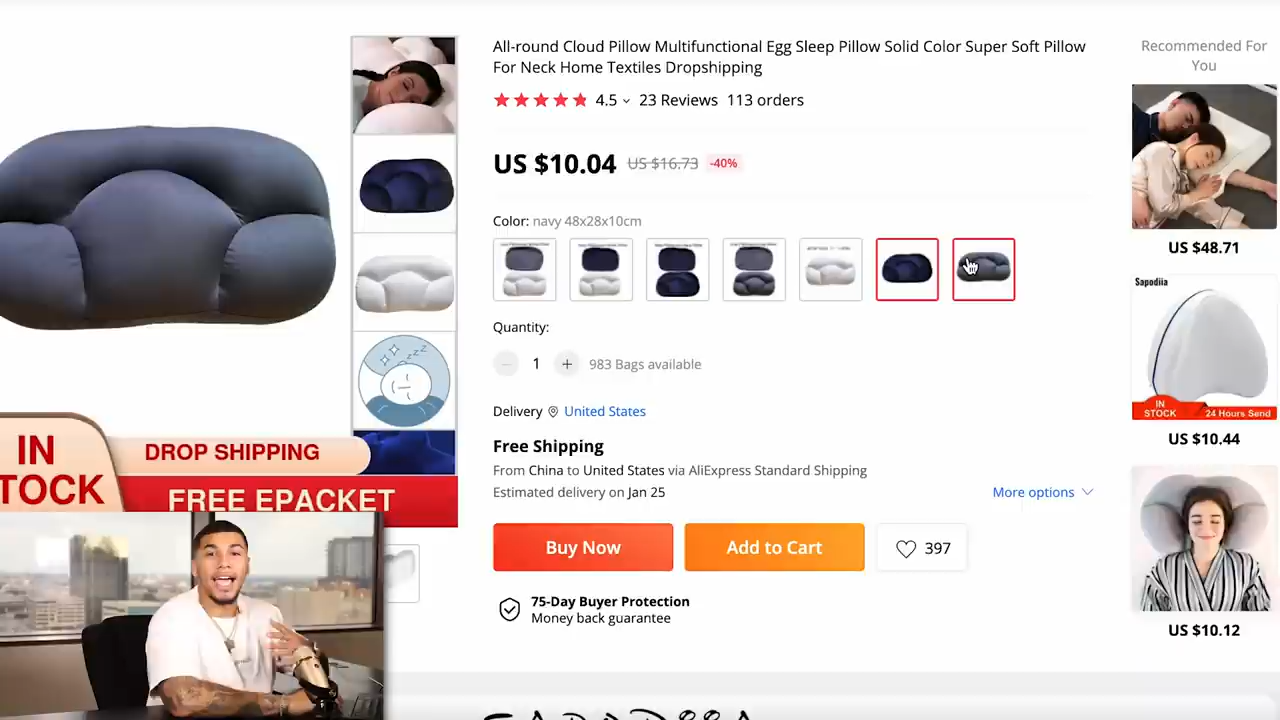 All-round Cloud Pillow Multifunctional Egg Sleep Pillow Solid Color Super Soft Pillow
For Neck Home Textiles Dropshipping
4.5 23 Reviews 113 orders
US $10.04 US $16.73 -40%
Color: navy 48x28x10cm
Quantity:
1 983 Bags available
Delivery United States
Free Shipping
From China to United States via AliExpress Standard Shipping
Estimated delivery on Jan 25
More options
Buy Now
Add to Cart
397
75-Day Buyer Protection
Money back guarantee
IN
TOCK
DROP SHIPPING
FREE EPACKET
Recommended For
You
US $48.71
Sapodiia
IN
STOCK
24 Hours Send
US $10.44
US $10.12